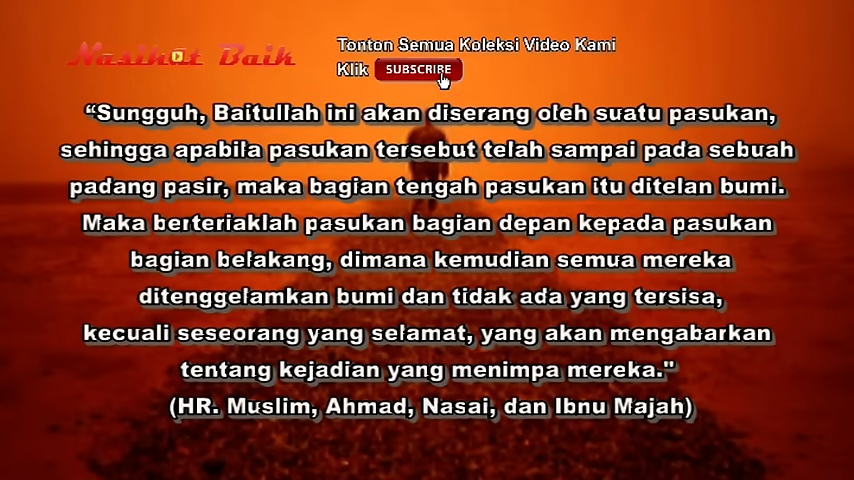 Nasihat Baik
Tonton Semua Koleksi Video Kami
Klik SUBSCRIBE
“Sungguh, Baitullah ini akan diserang oleh suatu pasukan,
sehingga apabila pasukan tersebut telah sampai pada sebuah
padang pasir, maka bagian tengah pasukan itu ditelan bumi.
Maka berteriaklah pasukan bagian depan kepada pasukan
bagian belakang, dimana kemudian semua mereka
ditenggelamkan bumi dan tidak ada yang tersisa,
kecuali seseorang yang selamat, yang akan mengabarkan
tentang kejadian yang menimpa mereka."
(HR. Muslim, Ahmad, Nasai, dan Ibnu Majah)